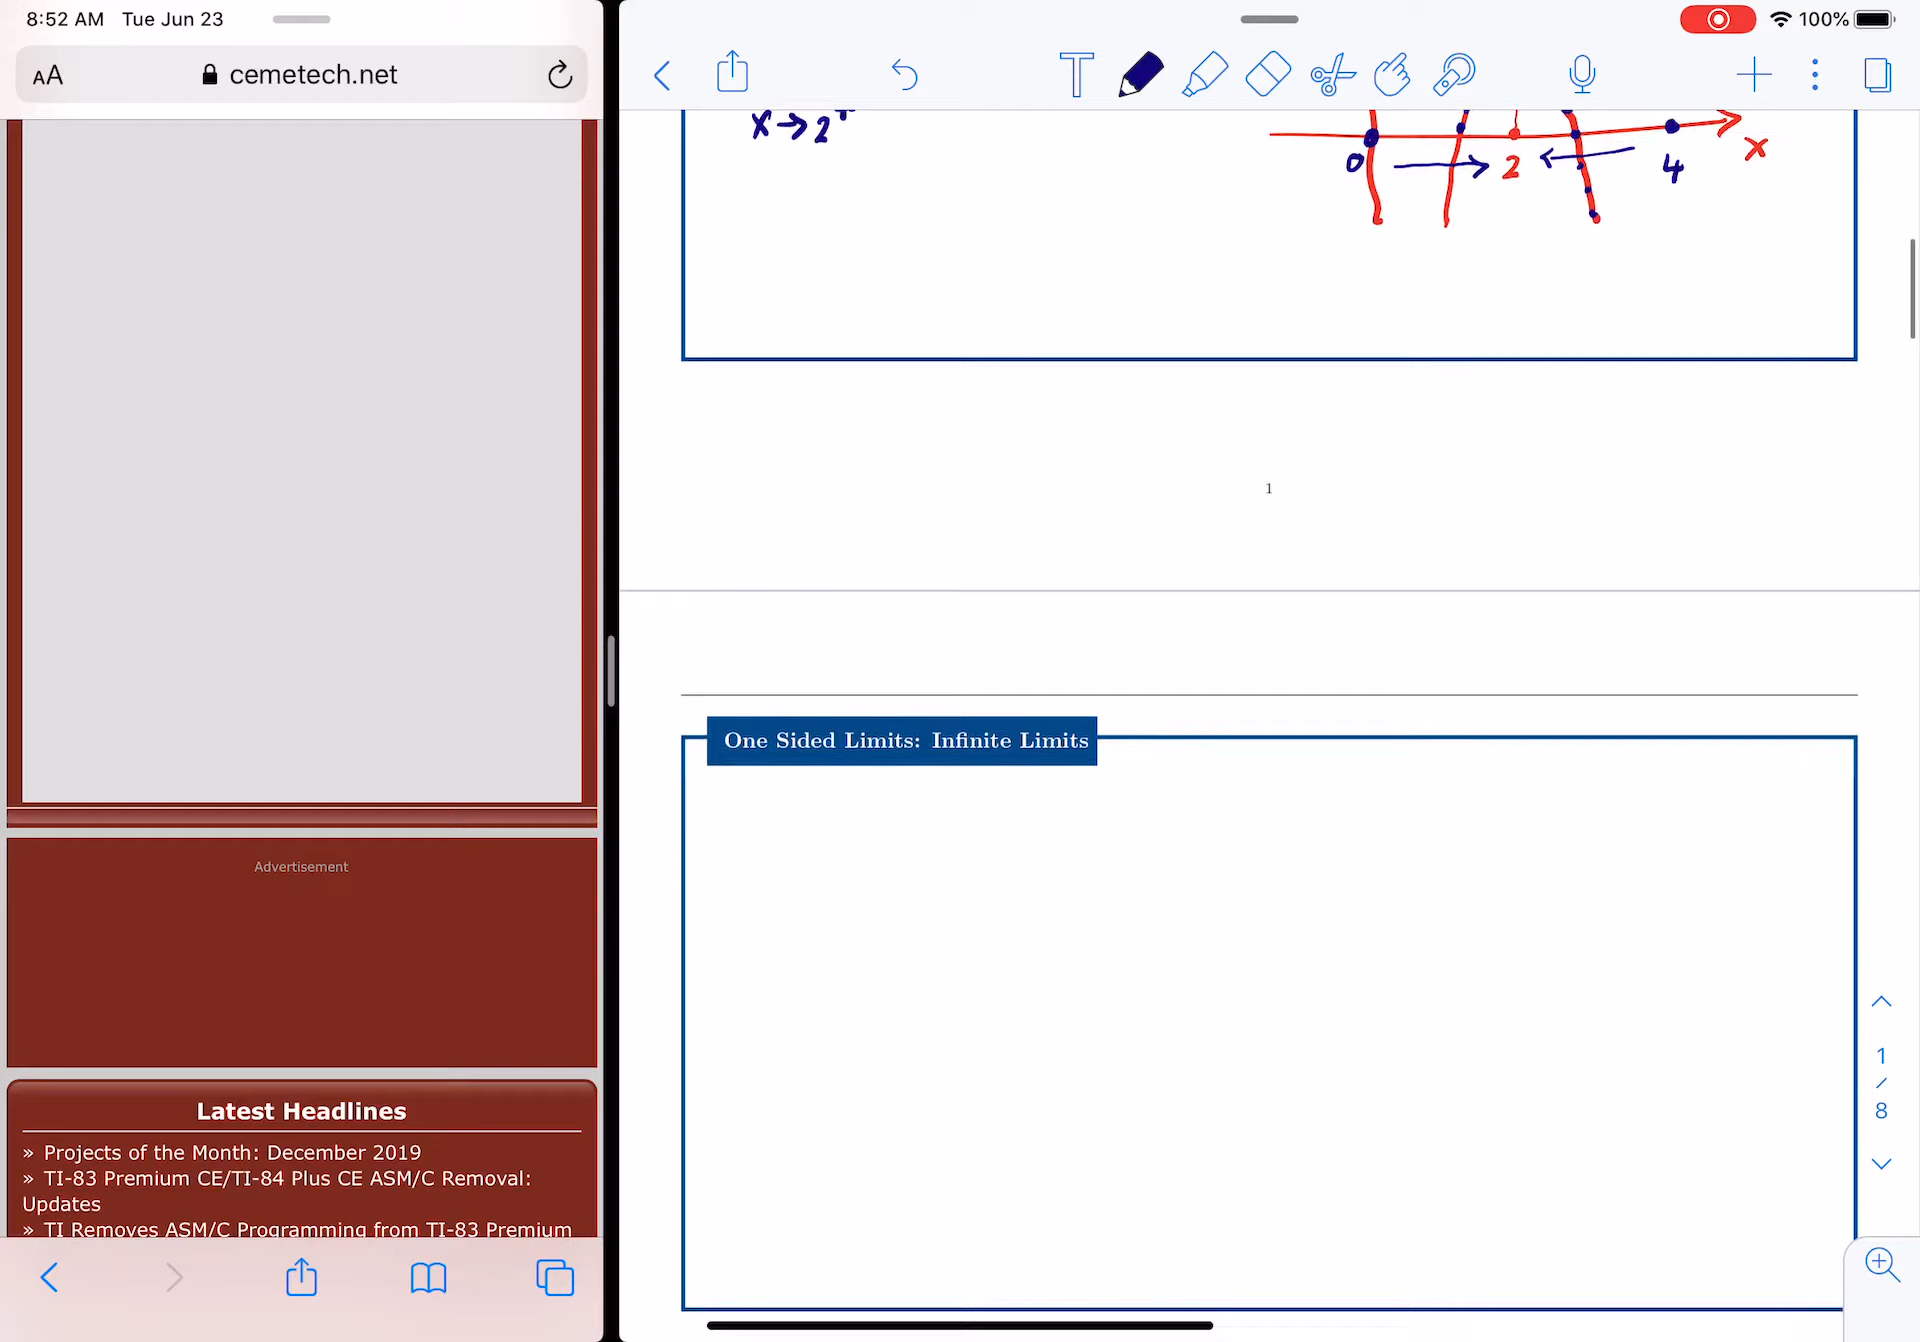 8:52 AM Tue Jun 23
AA cemetech.net
Advertisement
Latest Headlines
» Projects of the Month: December 2019
» TI-83 Premium CE/TI-84 Plus CE ASM/C Removal:
Updates
» TI Removes ASM/C Programming from TI-83 Premium
100%
T
x → 2⁺
0 2 4 x
1
One Sided Limits: Infinite Limits
1
/
8